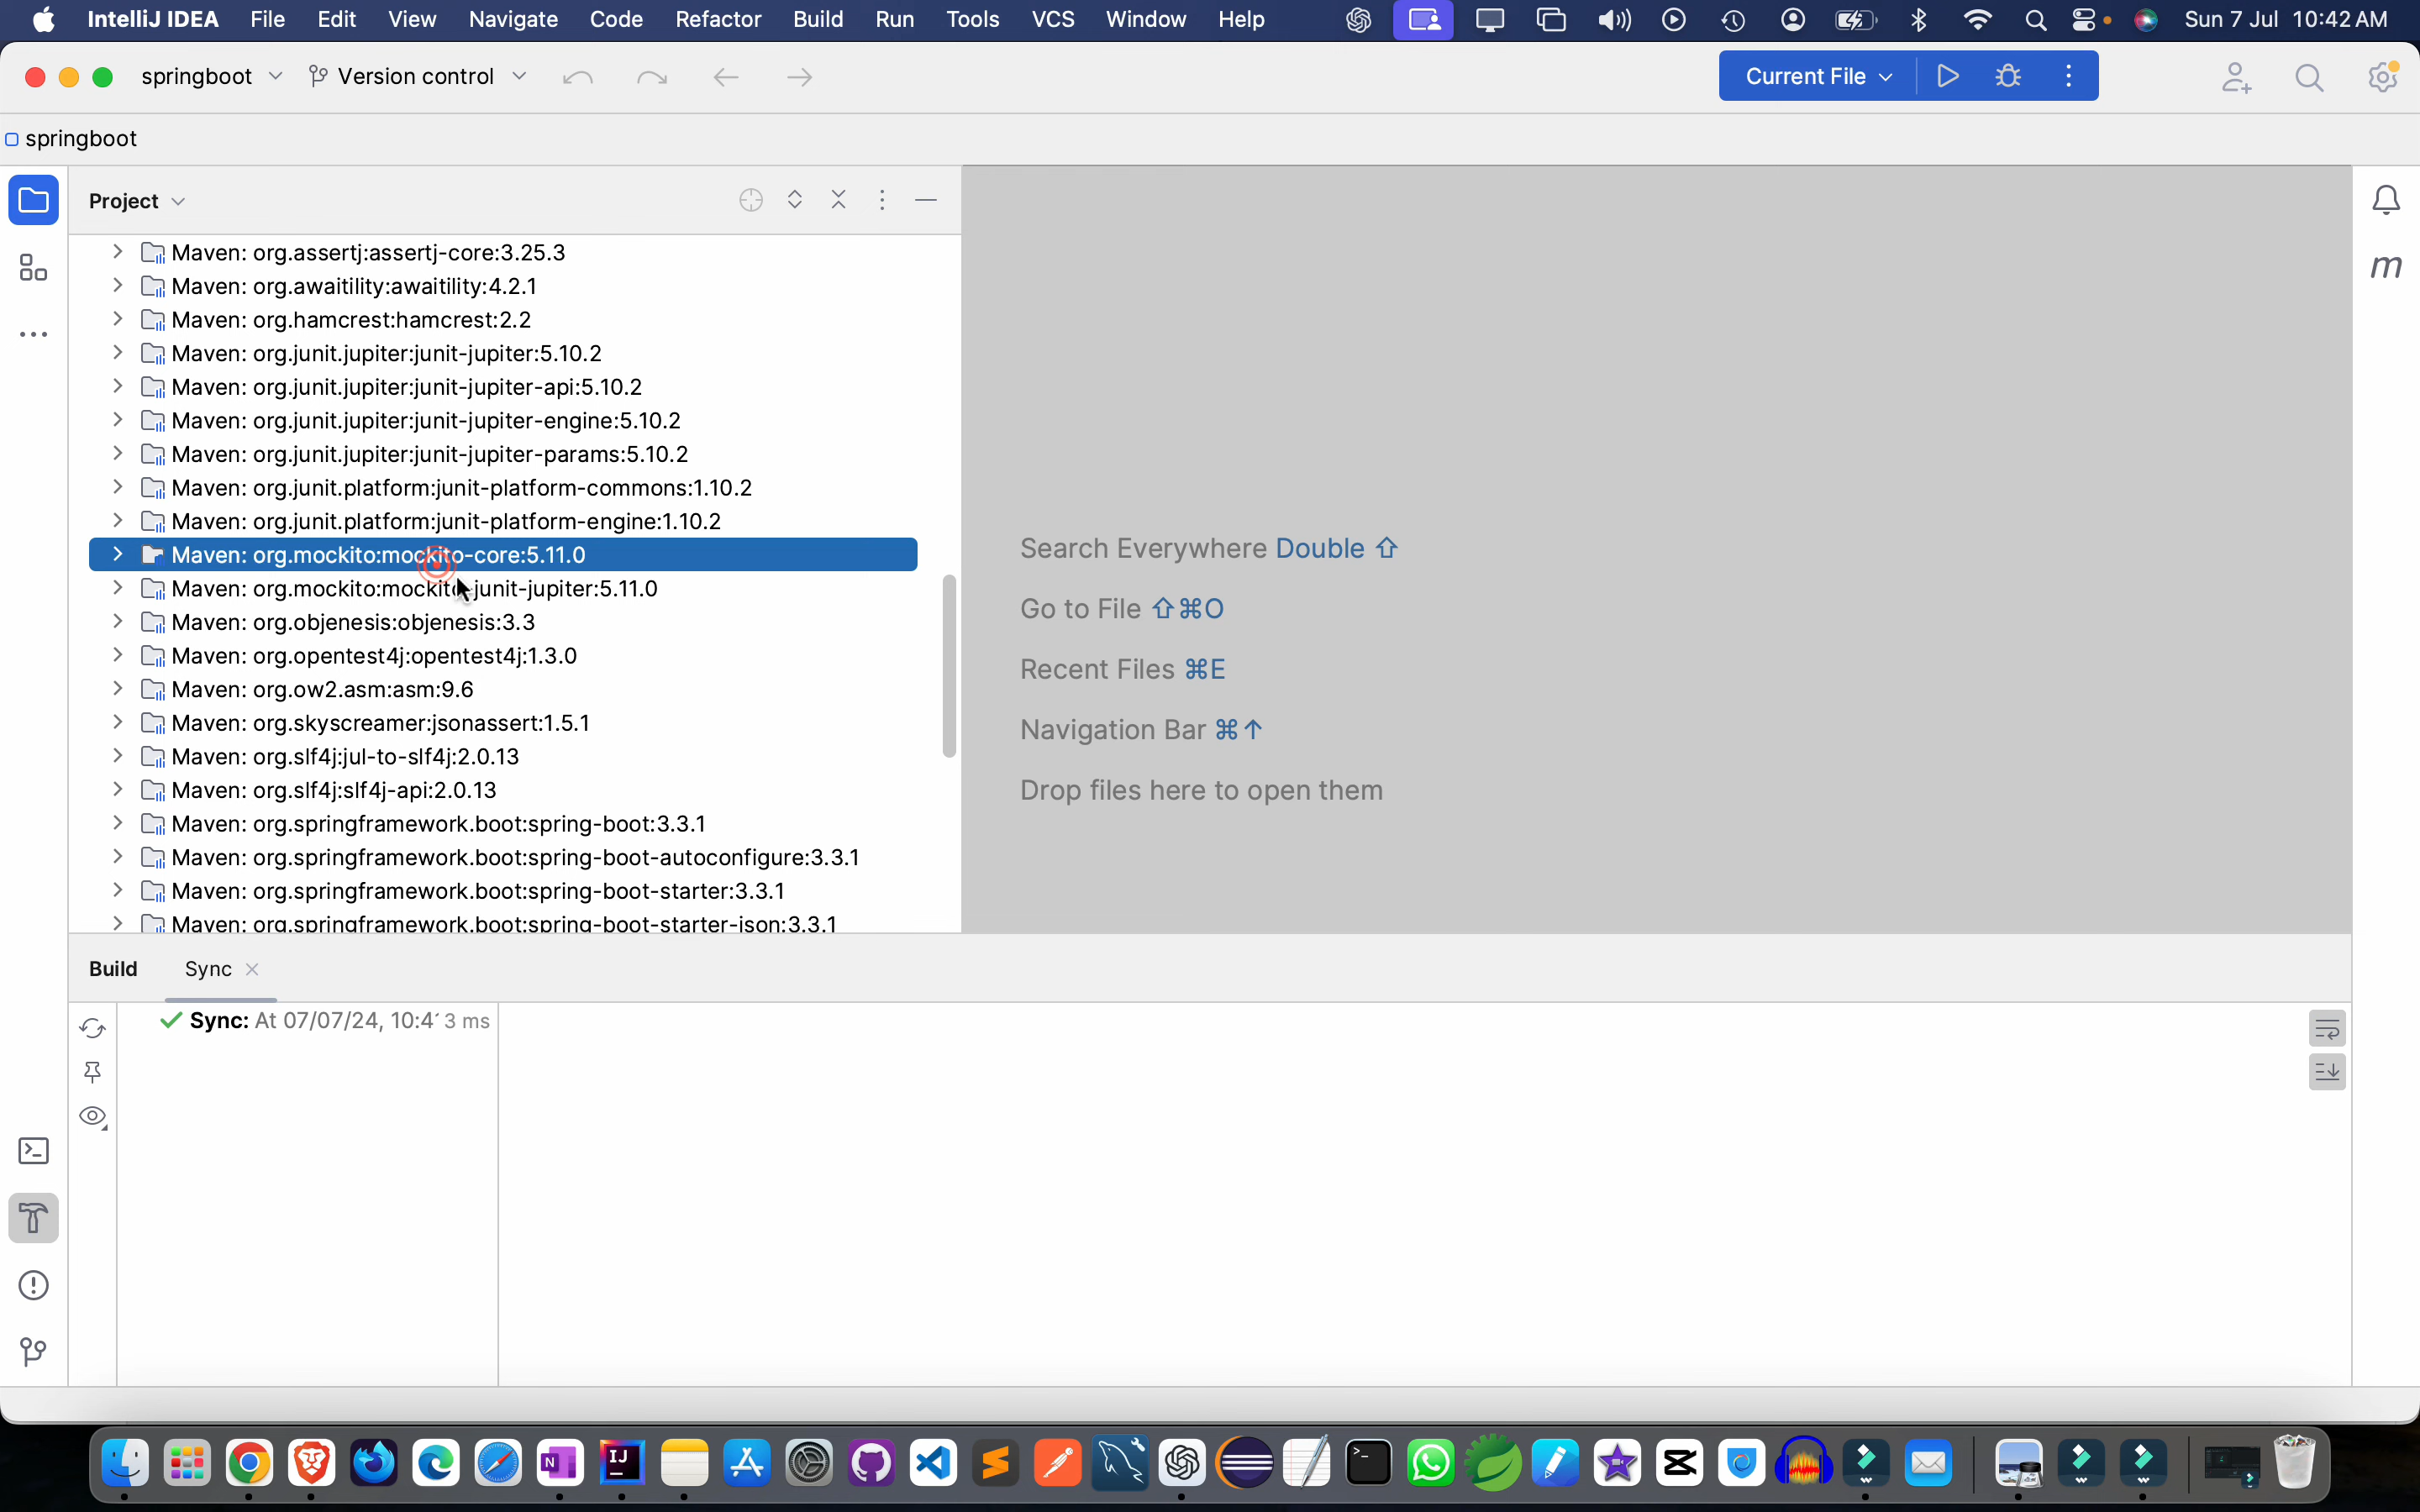 IntelliJ IDEA File Edit View Navigate Code Refactor Build Run Tools VCS Window Help Sun 7 Jul 10:42 AM
springboot Version control Current File
springboot
Project
Maven: org.assertj:assertj-core:3.25.3
Maven: org.awaitility:awaitility:4.2.1
Maven: org.hamcrest:hamcrest:2.2
Maven: org.junit.jupiter:junit-jupiter:5.10.2
Maven: org.junit.jupiter:junit-jupiter-api:5.10.2
Maven: org.junit.jupiter:junit-jupiter-engine:5.10.2
Maven: org.junit.jupiter:junit-jupiter-params:5.10.2
Maven: org.junit.platform:junit-platform-commons:1.10.2
Maven: org.junit.platform:junit-platform-engine:1.10.2
Maven: org.mockito:mockito-core:5.11.0
Maven: org.mockito:mockito-junit-jupiter:5.11.0
Maven: org.objenesis:objenesis:3.3
Maven: org.opentest4j:opentest4j:1.3.0
Maven: org.ow2.asm:asm:9.6
Maven: org.skyscreamer:jsonassert:1.5.1
Maven: org.slf4j:jul-to-slf4j:2.0.13
Maven: org.slf4j:slf4j-api:2.0.13
Maven: org.springframework.boot:spring-boot:3.3.1
Maven: org.springframework.boot:spring-boot-autoconfigure:3.3.1
Maven: org.springframework.boot:spring-boot-starter:3.3.1
Maven: org.springframework.boot:spring-boot-starter-json:3.3.1
Search Everywhere Double ⇧
Go to File ⇧⌘O
Recent Files ⌘E
Navigation Bar ⌘↑
Drop files here to open them
m
Build Sync
Sync: At 07/07/24, 10:4 3 ms